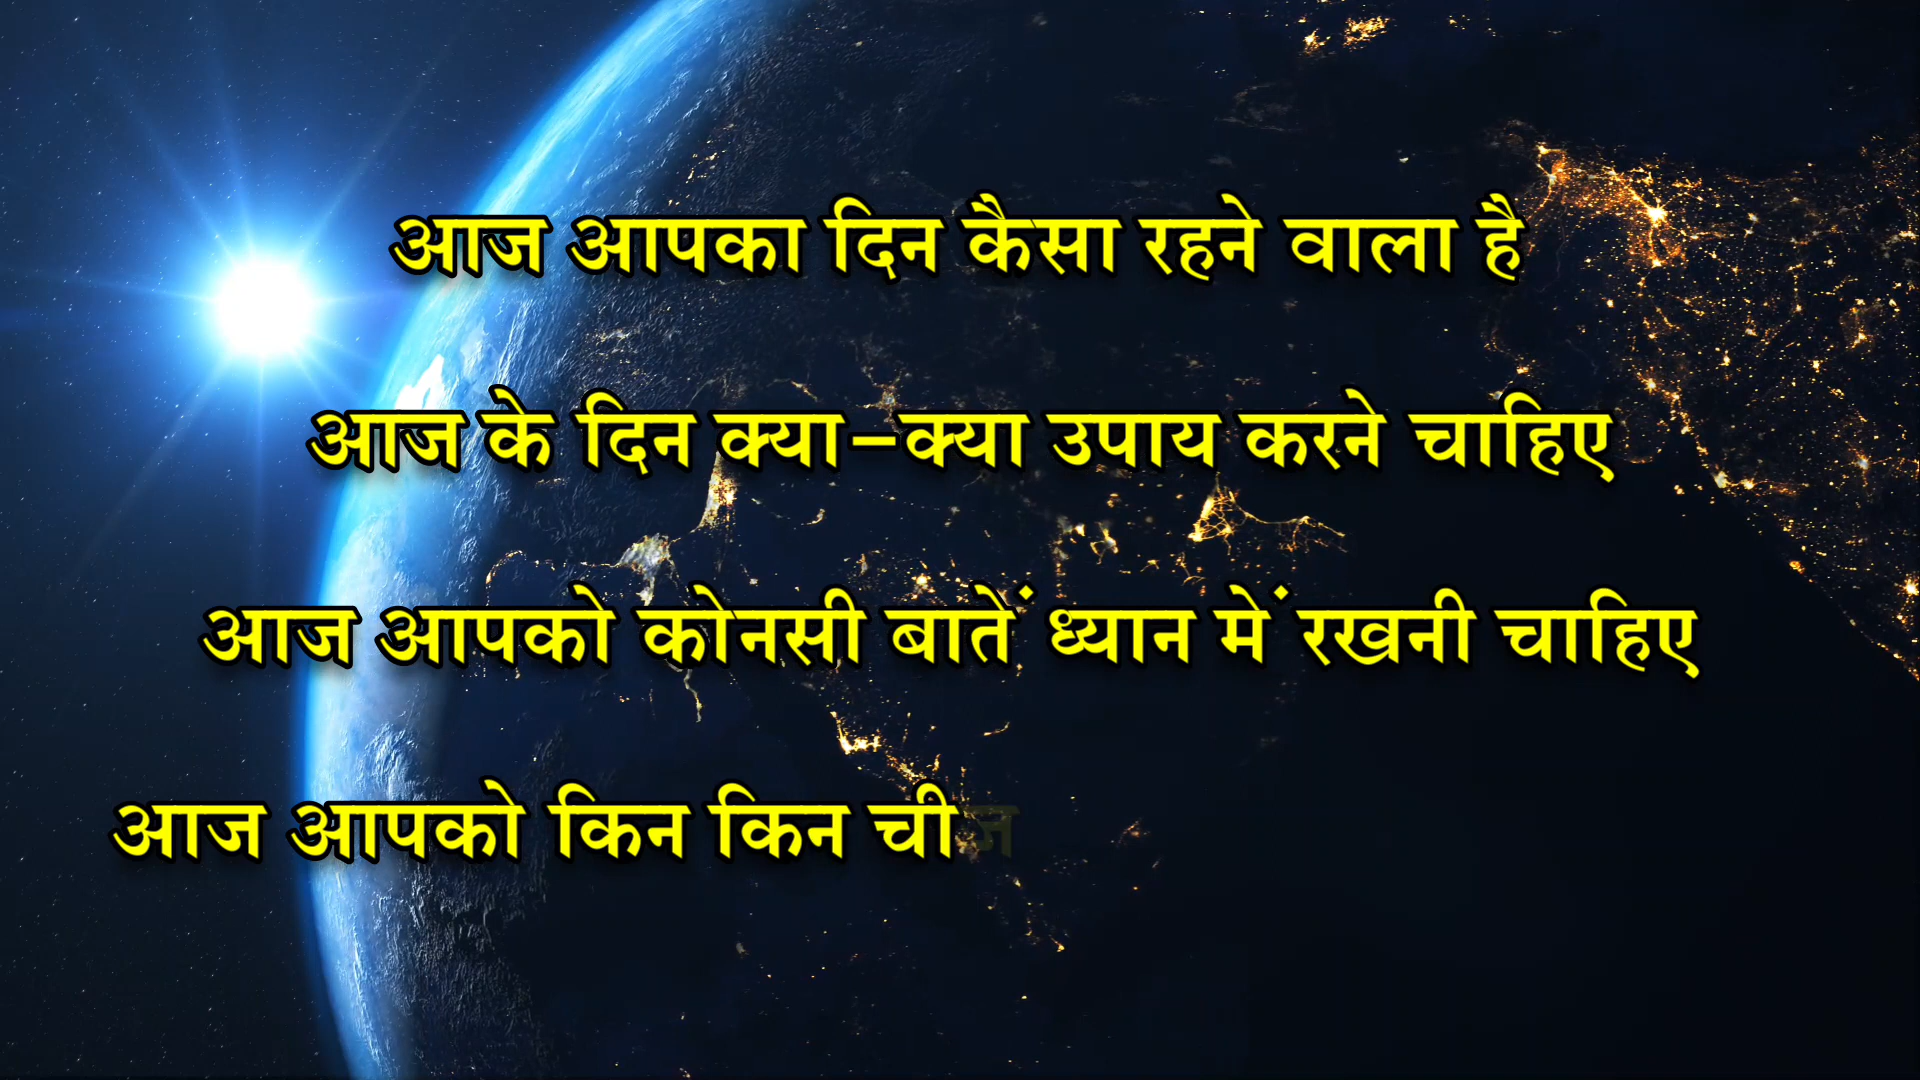 आज आपका दिन कैसा रहने वाला है
आज के दिन क्या-क्या उपाय करने चाहिए
आज आपको कोनसी बातें ध्यान में रखनी चाहिए
आज आपको किन किन चीज